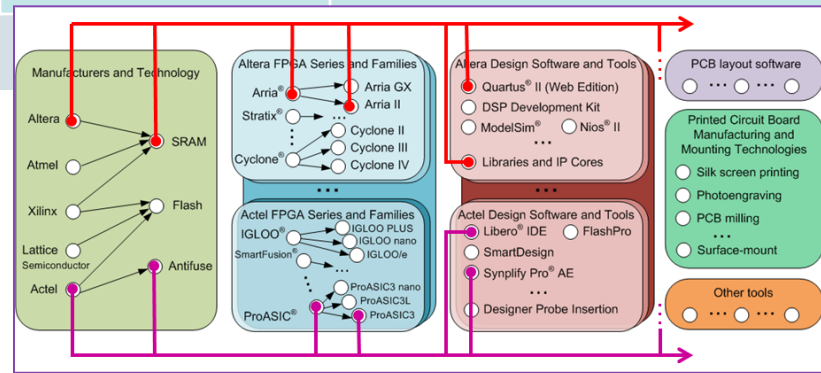 Manufacturers and Technology
Altera
SRAM
Atmel
Xilinx
Flash
Lattice
Semiconductor
Actel
Antifuse
Altera FPGA Series and Families
Arria®
Arria GX
Arria II
Stratix®
...
Cyclone®
Cyclone II
Cyclone III
Cyclone IV
...
Actel FPGA Series and Families
IGLOO®
IGLOO PLUS
IGLOO nano
IGLOO/e
SmartFusion®
...
ProASIC®
ProASIC3 nano
ProASIC3L
ProASIC3
Altera Design Software and Tools
Quartus® II (Web Edition)
DSP Development Kit
ModelSim®
Nios® II
...
Libraries and IP Cores
...
Actel Design Software and Tools
Libero® IDE
FlashPro
SmartDesign
Synplify Pro® AE
...
Designer Probe Insertion
PCB layout software
... ...
Printed Circuit Board
Manufacturing and
Mounting Technologies
Silk screen printing
Photoengraving
PCB milling
...
Surface-mount
Other tools
... ...